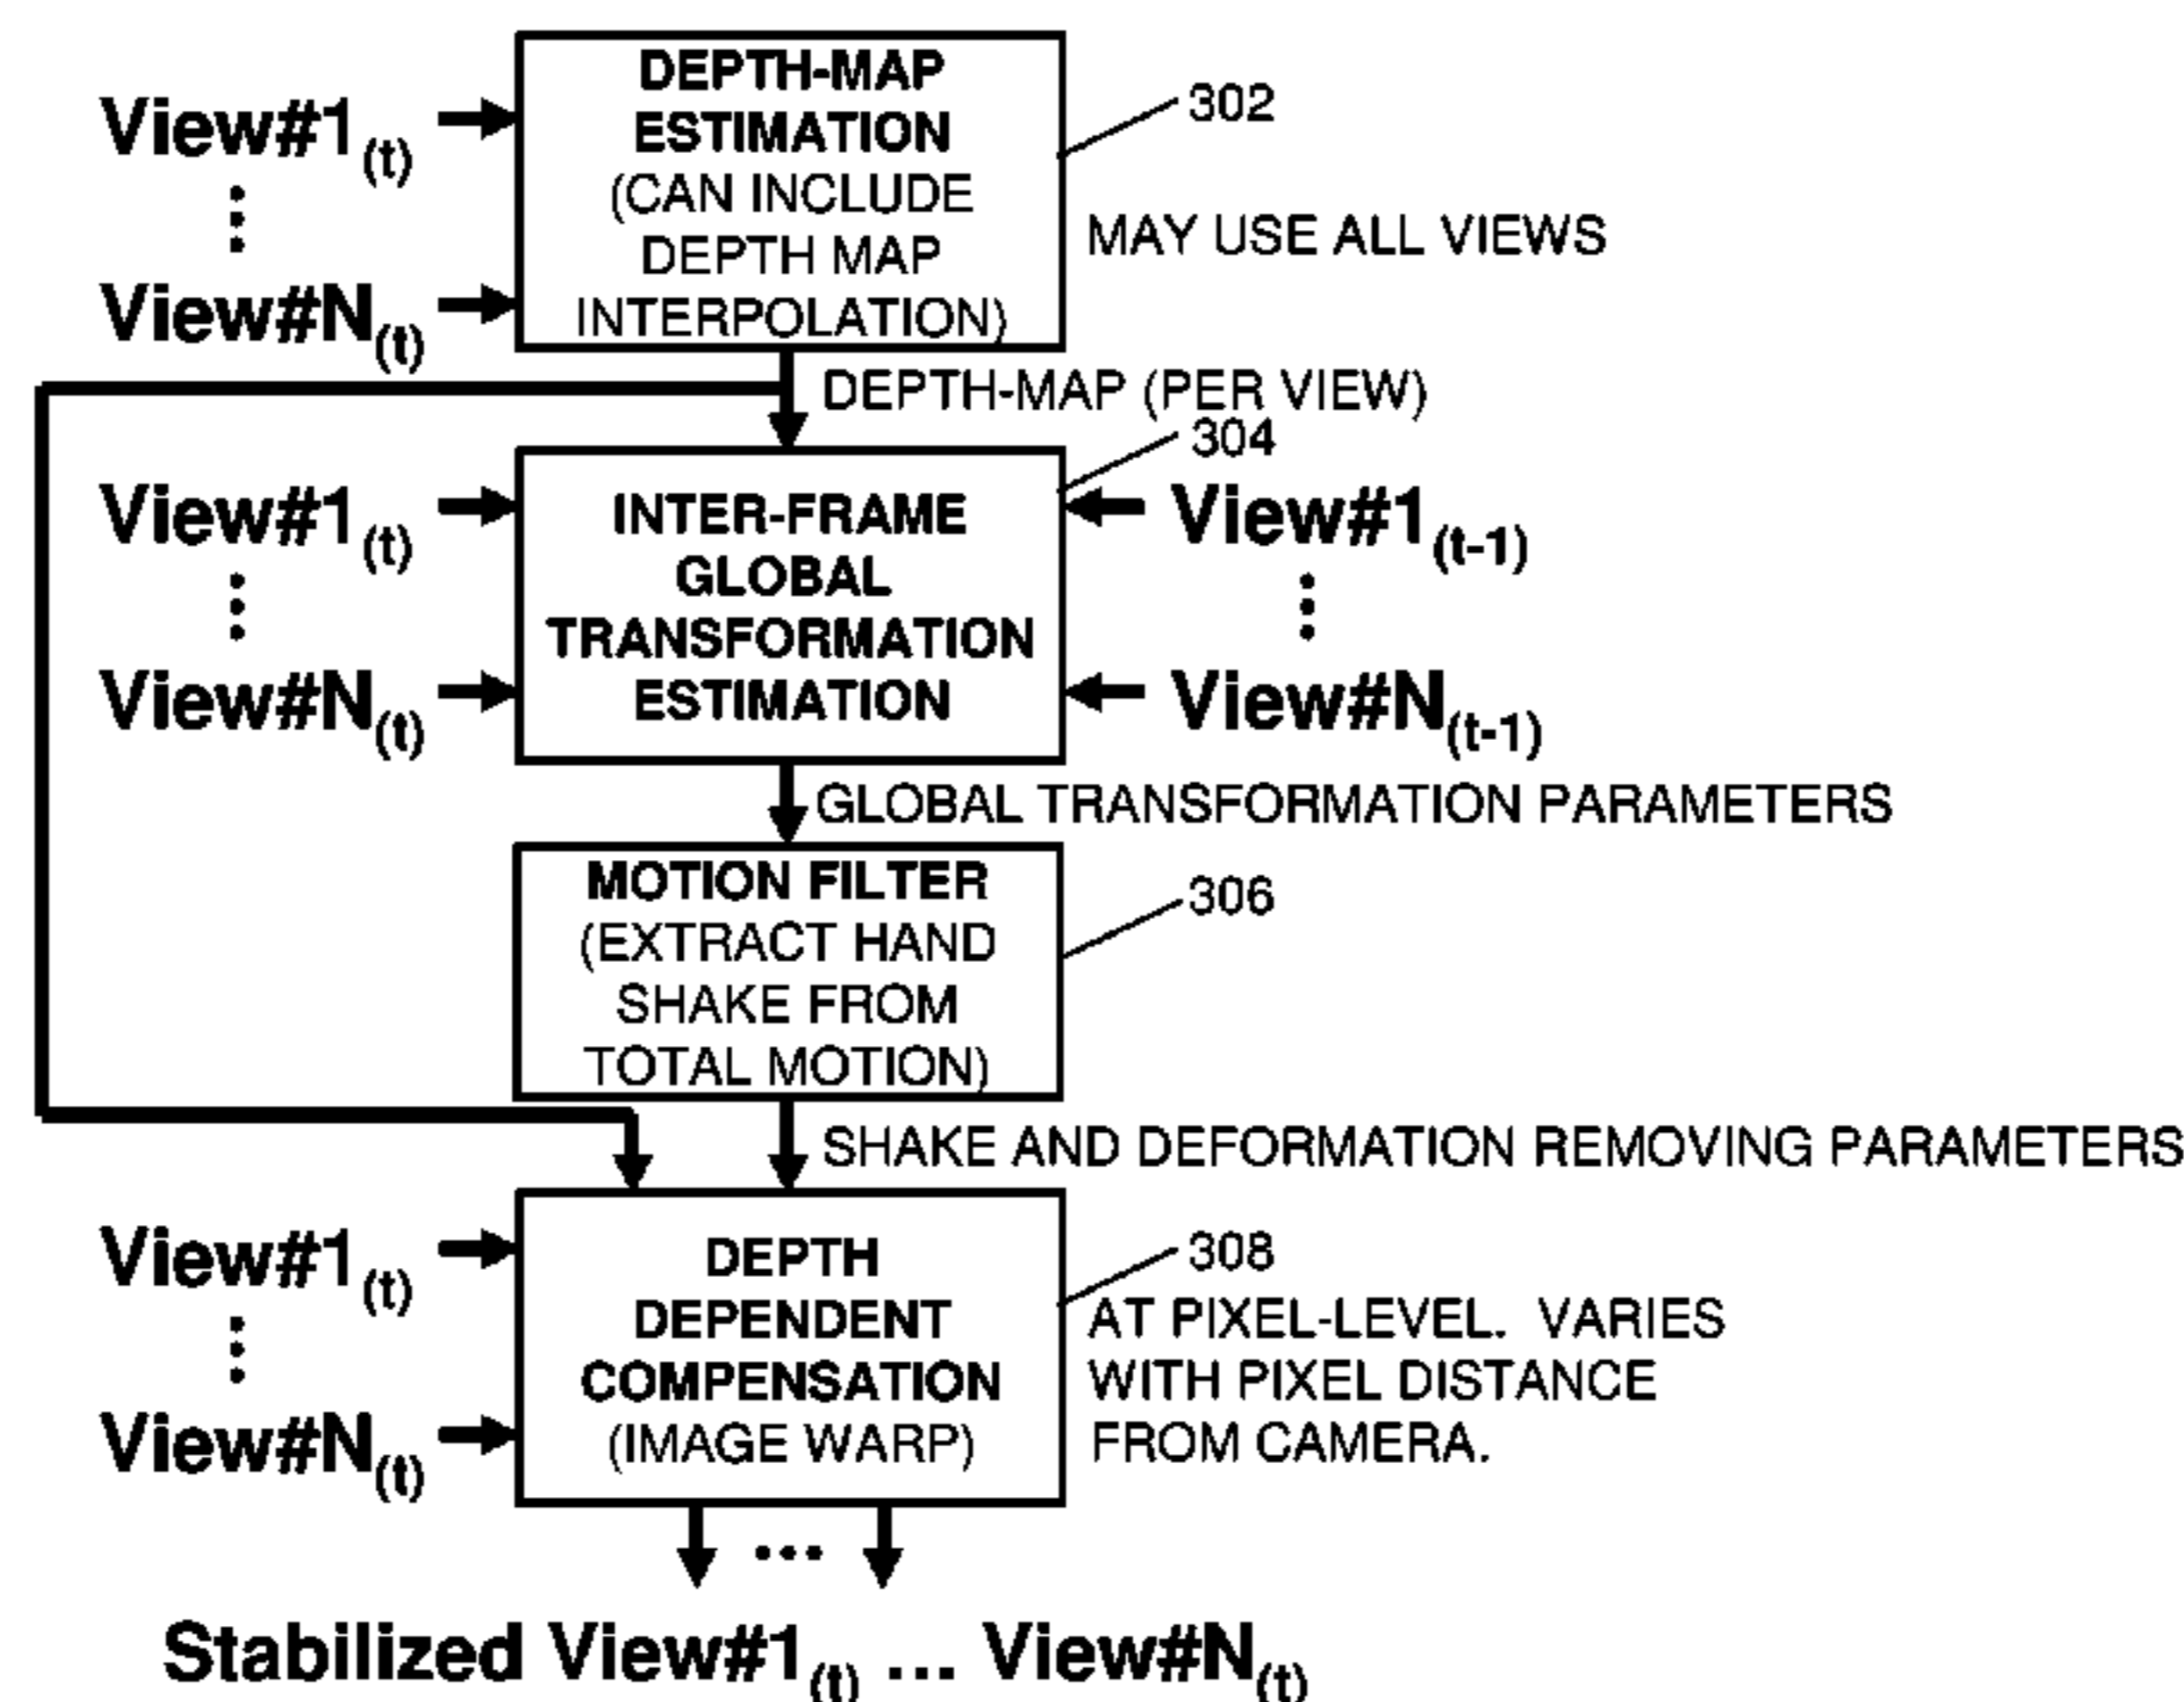 DEPTH-MAP
ESTIMATION
(CAN INCLUDE
DEPTH MAP
INTERPOLATION)
View#1(t)
View#N(t)
302
MAY USE ALL VIEWS
DEPTH-MAP (PER VIEW)
304
View#1(t)
View#N(t)
INTER-FRAME
GLOBAL
TRANSFORMATION
ESTIMATION
View#1(t-1)
View#N(t-1)
GLOBAL TRANSFORMATION PARAMETERS
MOTION FILTER
(EXTRACT HAND
SHAKE FROM
TOTAL MOTION)
306
SHAKE AND DEFORMATION REMOVING PARAMETERS
View#1(t)
View#N(t)
DEPTH
DEPENDENT
COMPENSATION
(IMAGE WARP)
308
AT PIXEL-LEVEL. VARIES
WITH PIXEL DISTANCE
FROM CAMERA.
...
Stabilized View#1(t) ... View#N(t)